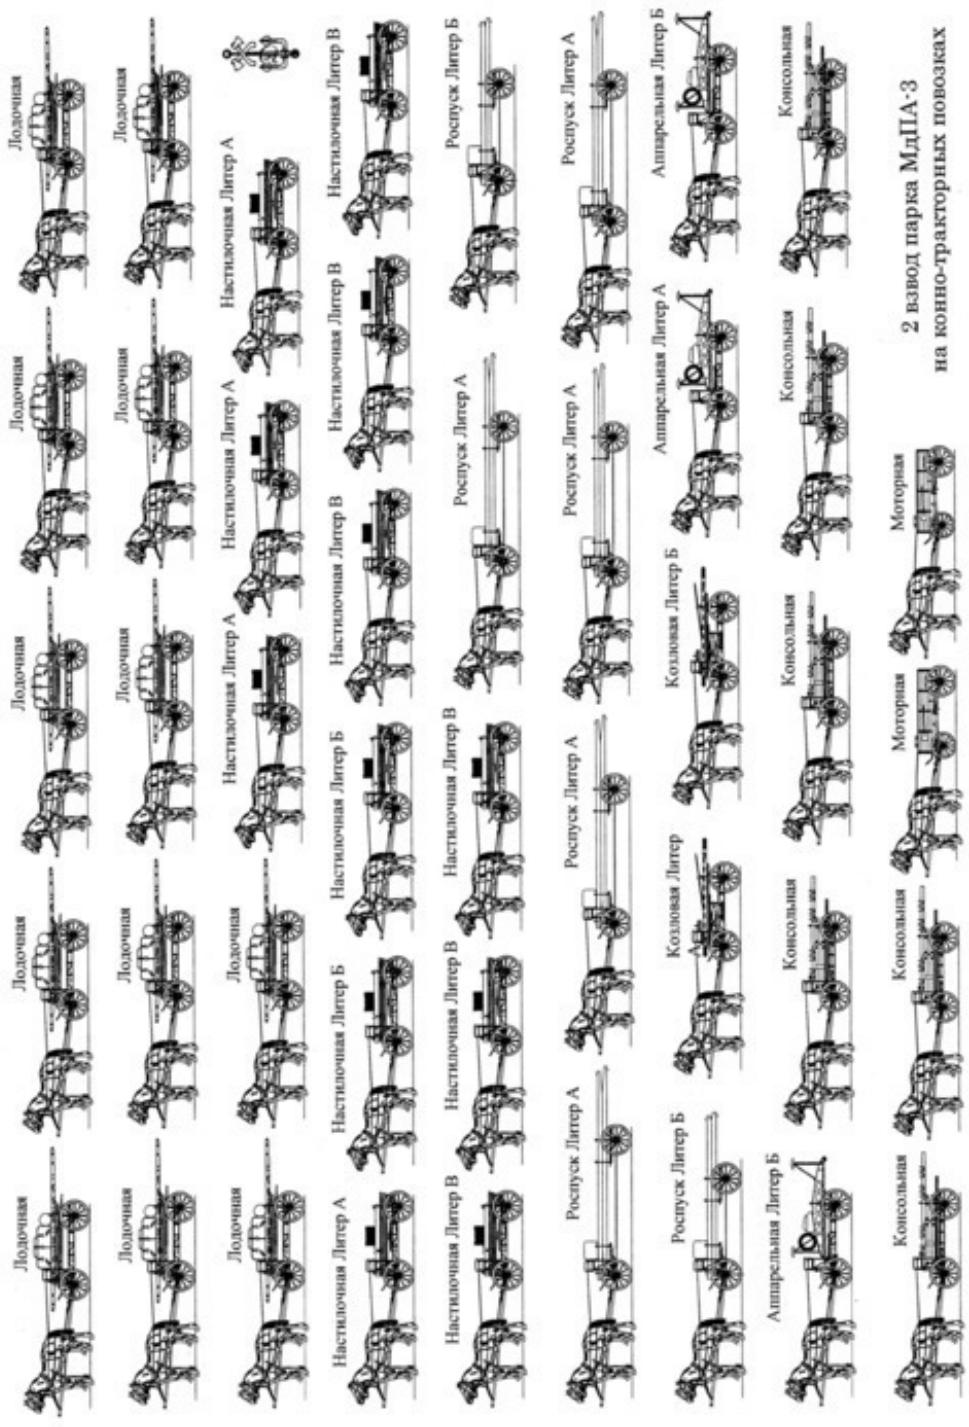 Лодочная
Лодочная
Лодочная
Лодочная
Лодочная
Лодочная
Лодочная
Лодочная
Лодочная
Лодочная
Лодочная
Лодочная
Настилочная Литер А
Настилочная Литер А
Настилочная Литер А
Настилочная Литер А
Настилочная Литер Б
Настилочная Литер Б
Настилочная Литер В
Настилочная Литер В
Настилочная Литер В
Настилочная Литер В
Настилочная Литер В
Настилочная Литер В
Роспуск Литер А
Роспуск Литер Б
Роспуск Литер А
Роспуск Литер А
Роспуск Литер А
Роспуск Литер А
Роспуск Литер Б
Козловая Литер
Козловая Литер Б
Аппарельная Литер А
Аппарельная Литер Б
Аппарельная Литер Б
Консольная
Консольная
Консольная
Консольная
Консольная
Консольная
Моторная
Моторная
2 взвод парка МдПА-3
на конно-тракторных повозках